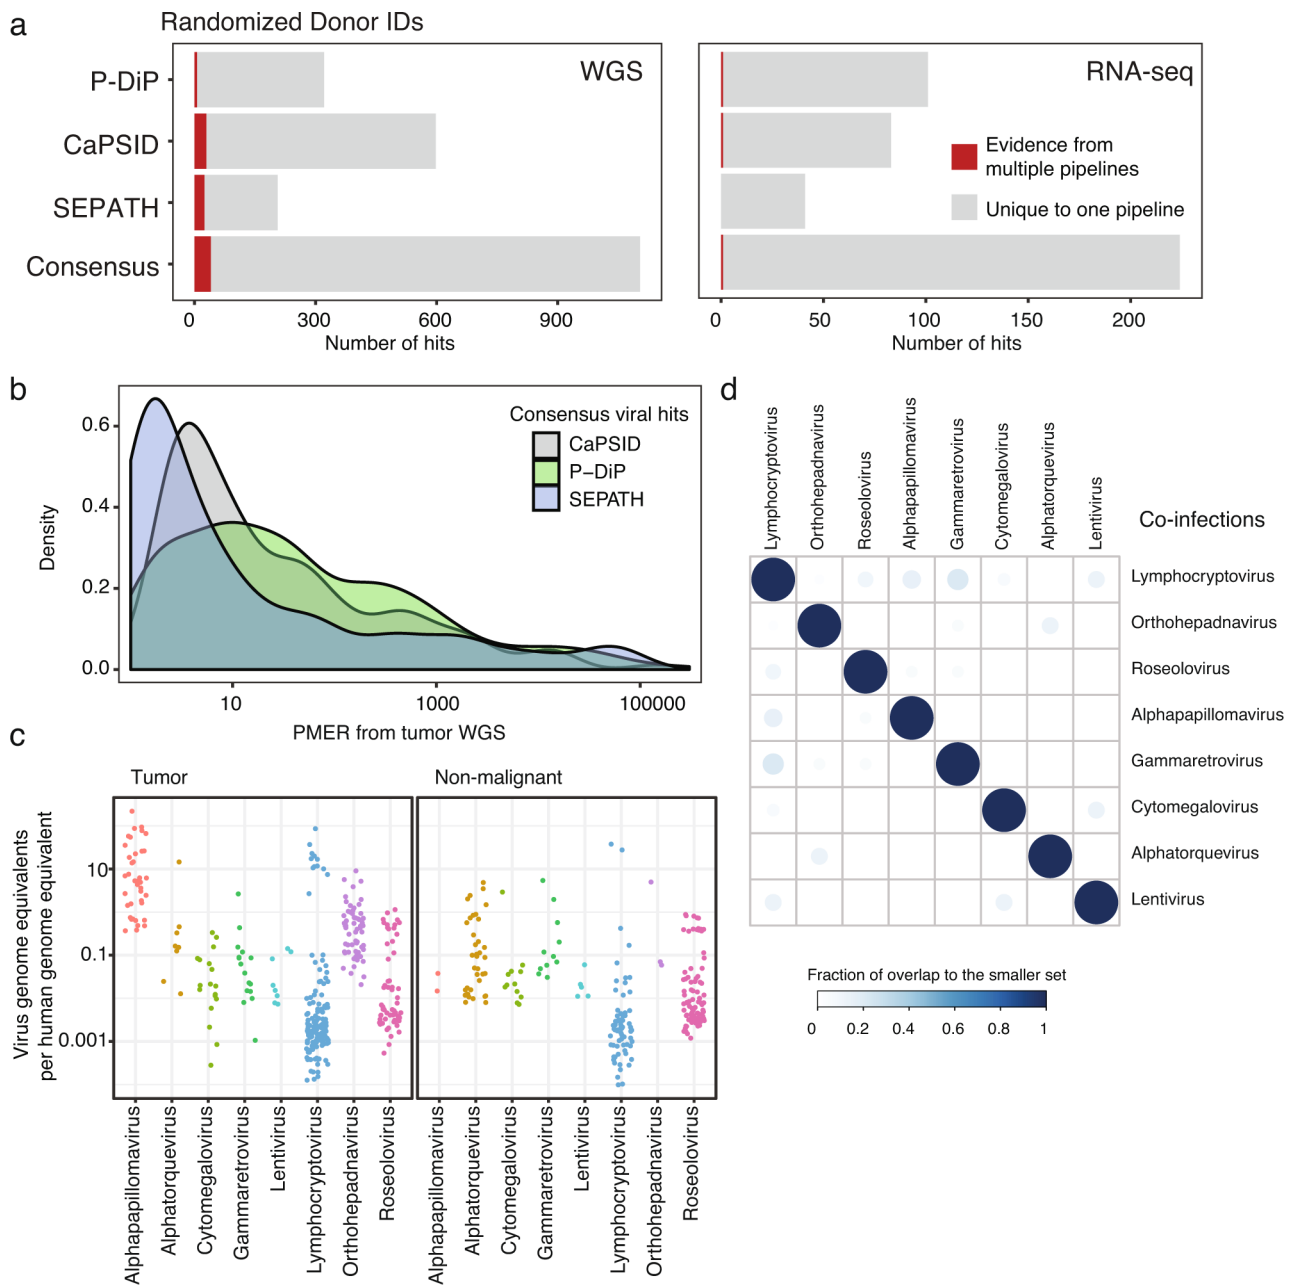 a
Randomized Donor IDs
WGS
P-DiP
CaPSID
SEPATH
Consensus
0 300 600 900
Number of hits
RNA-seq
Evidence from
multiple pipelines
Unique to one pipeline
0 50 100 150 200
Number of hits
b
Density
0.6
0.4
0.2
0.0
Consensus viral hits
CaPSID
P−DiP
SEPATH
10 1000 100000
PMER from tumor WGS
c
Tumor Non-malignant
Virus genome equivalents
per human genome equivalent
10
0.1
0.001
Alphapapillomavirus
Alphatorquevirus
Cytomegalovirus
Gammaretrovirus
Lentivirus
Lymphocryptovirus
Orthohepadnavirus
Roseolovirus
Alphapapillomavirus
Alphatorquevirus
Cytomegalovirus
Gammaretrovirus
Lentivirus
Lymphocryptovirus
Orthohepadnavirus
Roseolovirus
d
Lymphocryptovirus
Orthohepadnavirus
Roseolovirus
Alphapapillomavirus
Gammaretrovirus
Cytomegalovirus
Alphatorquevirus
Lentivirus
Co-infections
Lymphocryptovirus
Orthohepadnavirus
Roseolovirus
Alphapapillomavirus
Gammaretrovirus
Cytomegalovirus
Alphatorquevirus
Lentivirus
Fraction of overlap to the smaller set
0 0.2 0.4 0.6 0.8 1